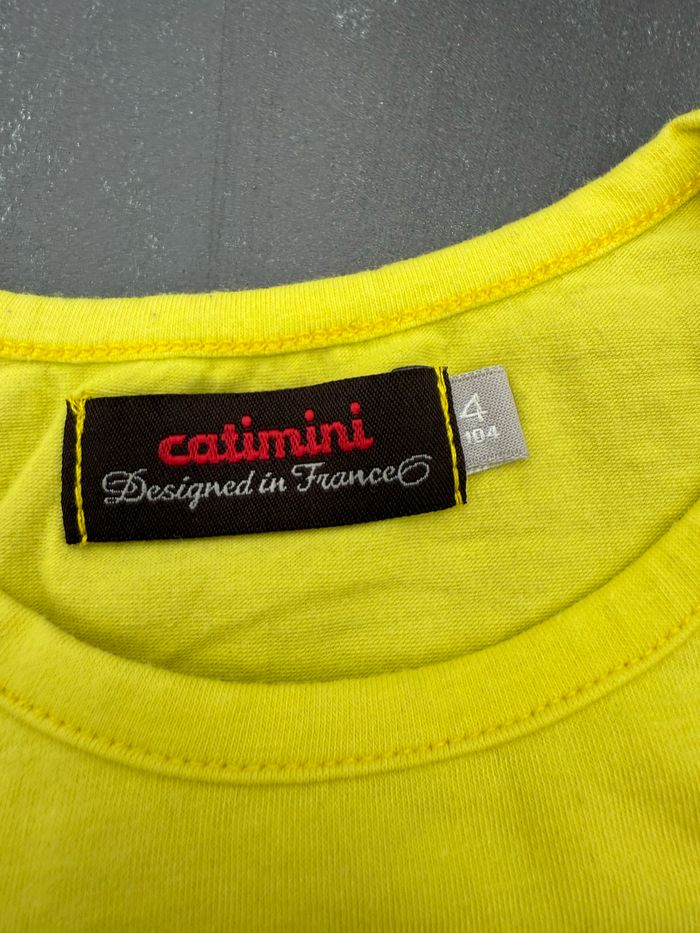 catimini
Designed in France
4
104